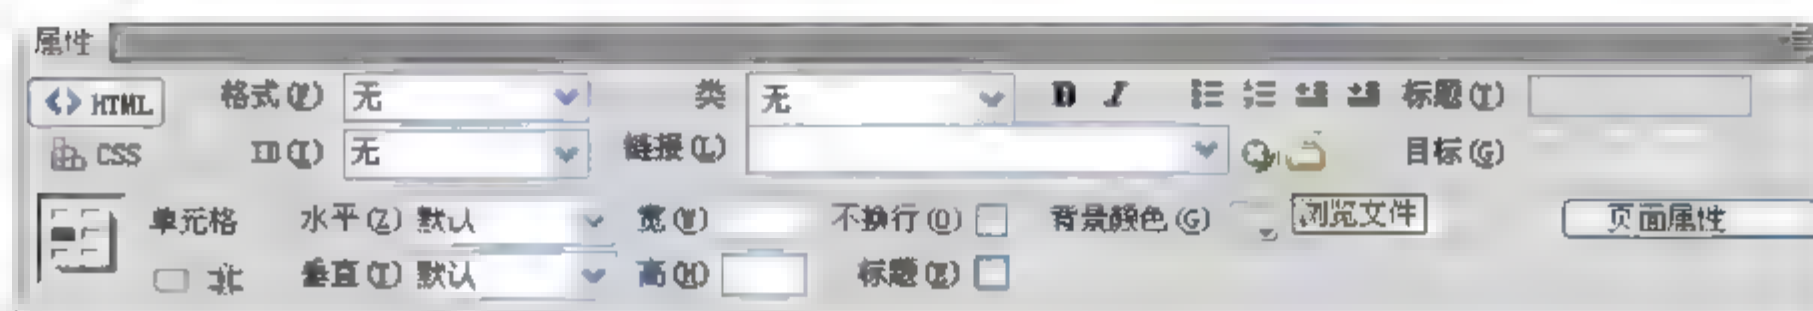 属性
HTML 格式(F) 无 类 无 B I 标题(T)
CSS ID(I) 无 链接(L) 目标(G)
单元格 水平(Z) 默认 宽(W) 不换行(O) 背景颜色(G) 浏览文件 页面属性
垂直(T) 默认 高(H) 标题(E)